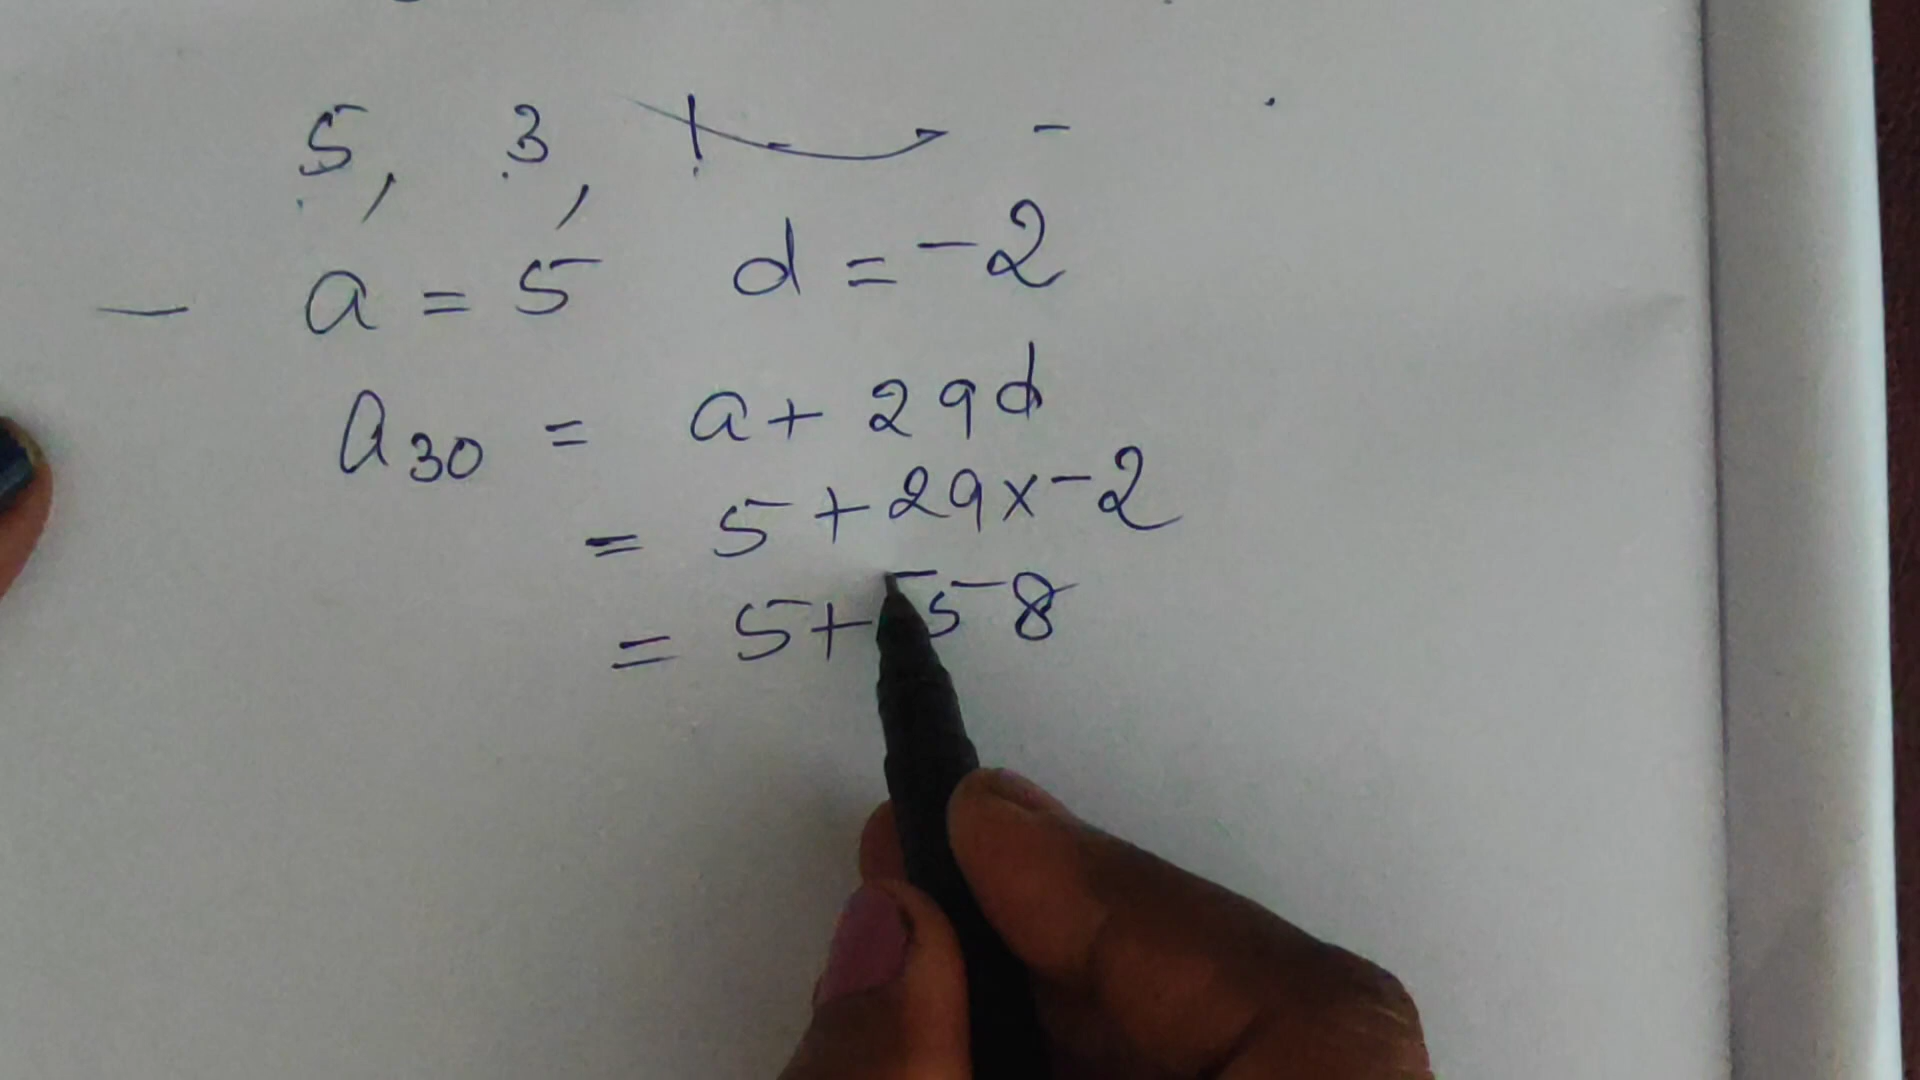 5, 3, 1 -
- a = 5 d = -2
a30 = a + 29d
= 5 + 29 x -2
= 5 + -58